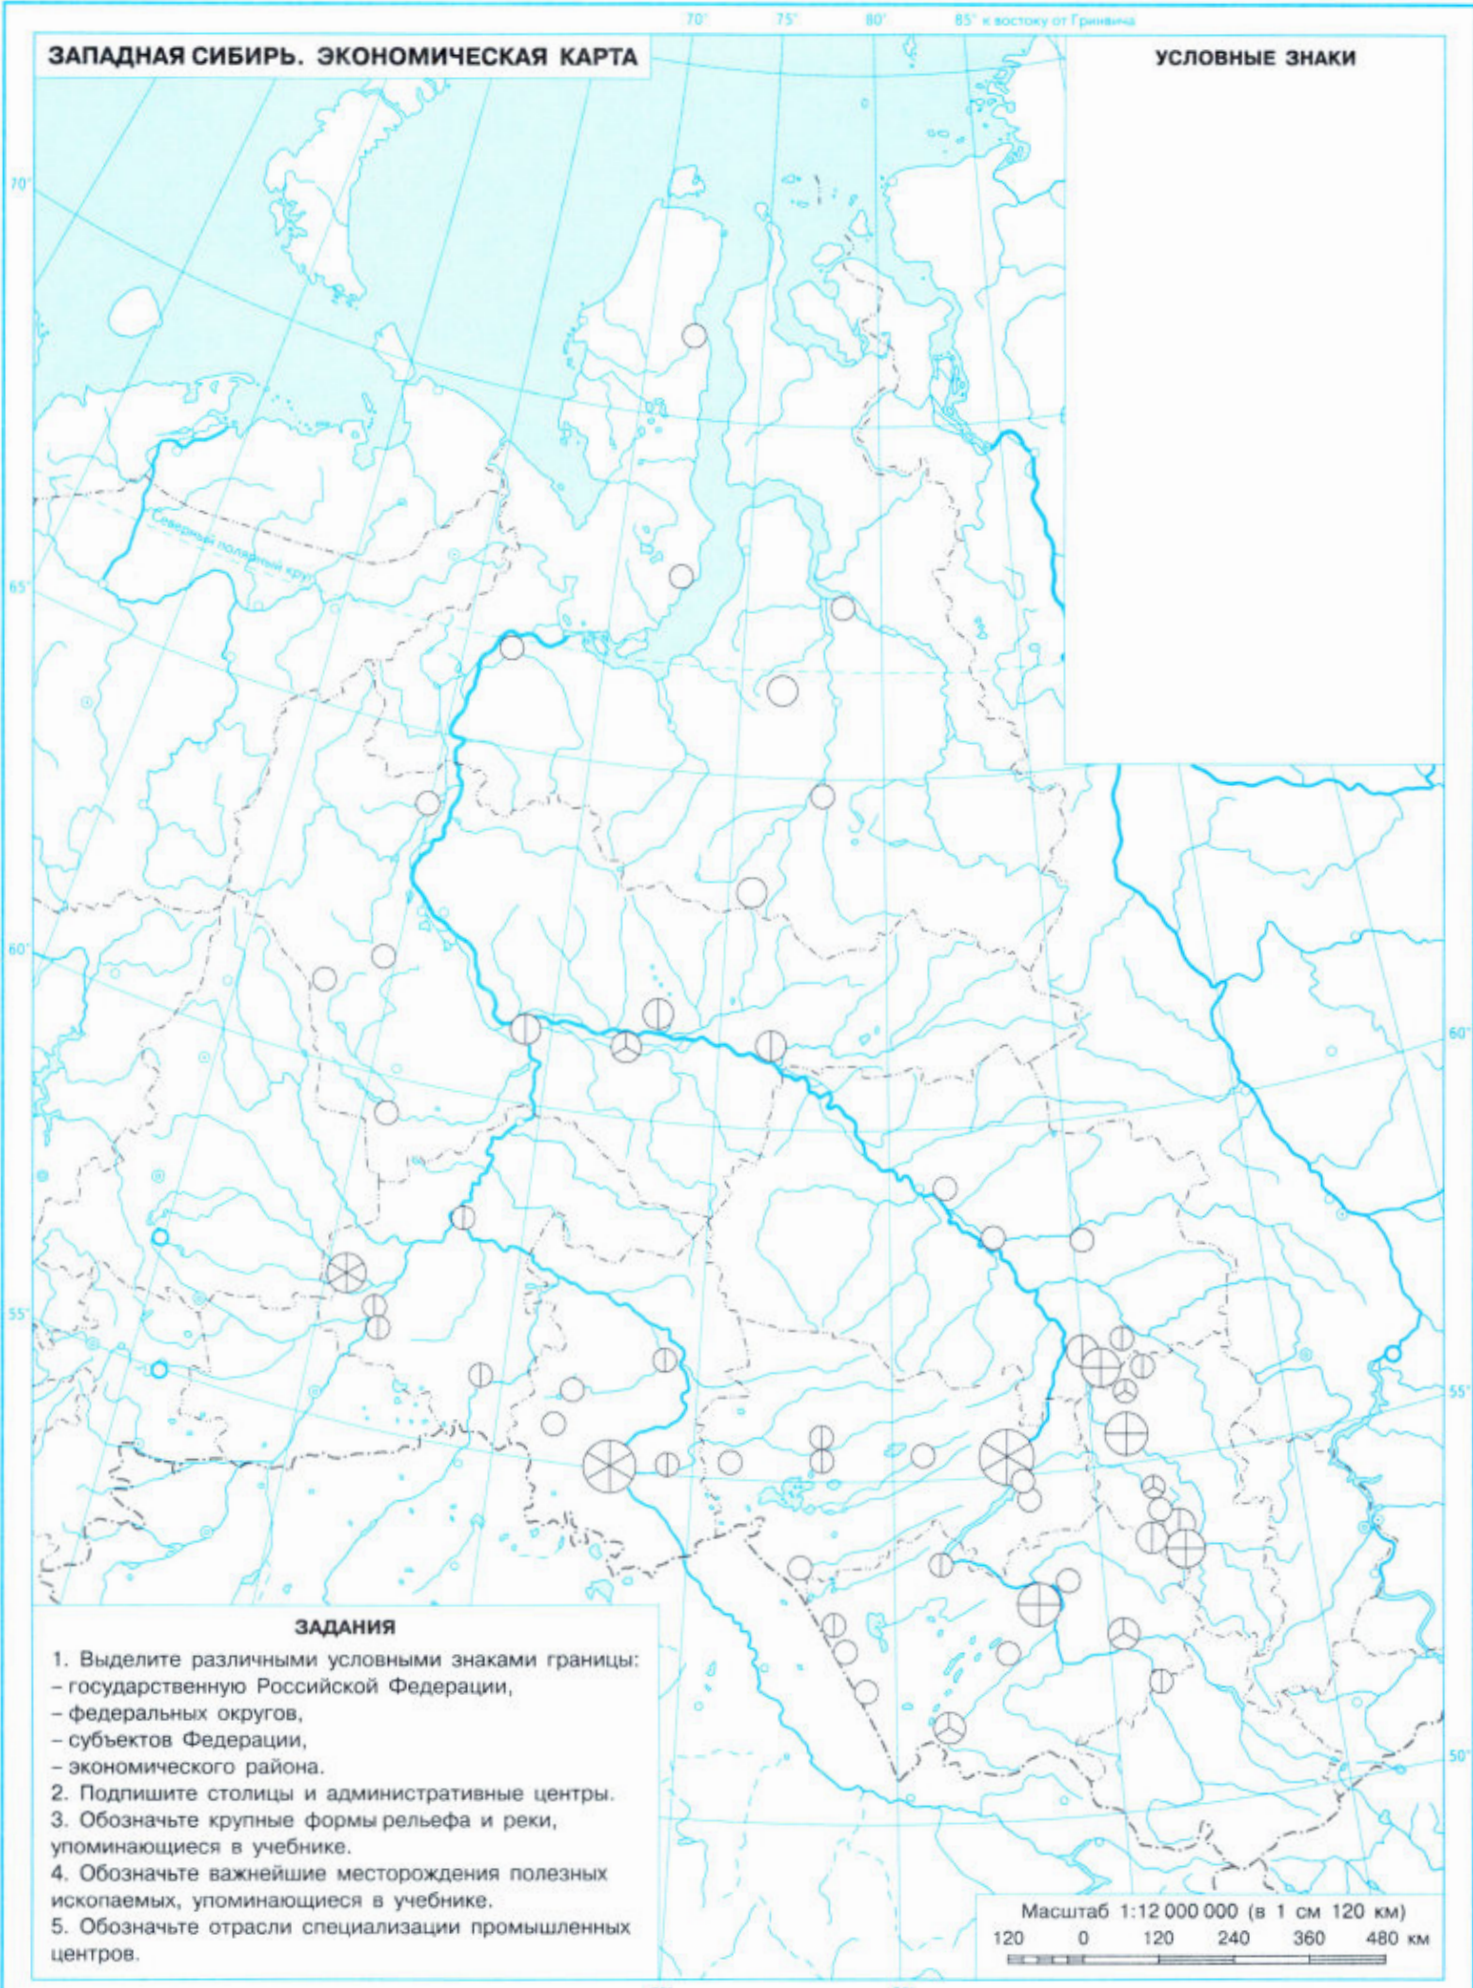 70° 75° 80° 85° к востоку от Гринвича
ЗАПАДНАЯ СИБИРЬ. ЭКОНОМИЧЕСКАЯ КАРТА
УСЛОВНЫЕ ЗНАКИ
70°
Северный полярный круг
65°
60°
60°
55°
55°
50°
ЗАДАНИЯ
1. Выделите различными условными знаками границы:
– государственную Российской Федерации,
– федеральных округов,
– субъектов Федерации,
– экономического района.
2. Подпишите столицы и административные центры.
3. Обозначьте крупные формы рельефа и реки,
упоминающиеся в учебнике.
4. Обозначьте важнейшие месторождения полезных
ископаемых, упоминающиеся в учебнике.
5. Обозначьте отрасли специализации промышленных
центров.
Масштаб 1:12 000 000 (в 1 см 120 км)
120 0 120 240 360 480 км